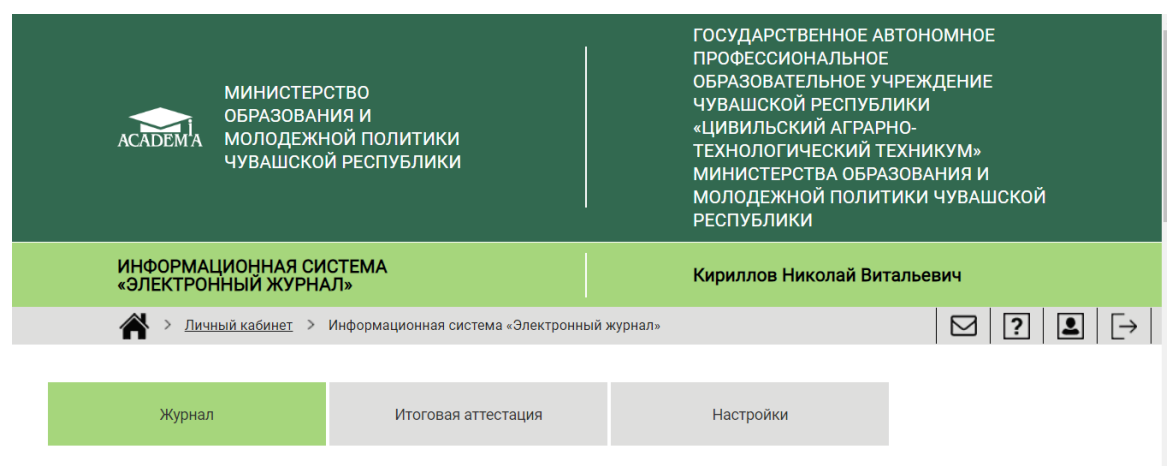 ACADEMIA
МИНИСТЕРСТВО
ОБРАЗОВАНИЯ И
МОЛОДЕЖНОЙ ПОЛИТИКИ
ЧУВАШСКОЙ РЕСПУБЛИКИ
ГОСУДАРСТВЕННОЕ АВТОНОМНОЕ
ПРОФЕССИОНАЛЬНОЕ
ОБРАЗОВАТЕЛЬНОЕ УЧРЕЖДЕНИЕ
ЧУВАШСКОЙ РЕСПУБЛИКИ
«ЦИВИЛЬСКИЙ АГРАРНО-
ТЕХНОЛОГИЧЕСКИЙ ТЕХНИКУМ»
МИНИСТЕРСТВА ОБРАЗОВАНИЯ И
МОЛОДЕЖНОЙ ПОЛИТИКИ ЧУВАШСКОЙ
РЕСПУБЛИКИ
ИНФОРМАЦИОННАЯ СИСТЕМА
«ЭЛЕКТРОННЫЙ ЖУРНАЛ»
Кириллов Николай Витальевич
> Личный кабинет > Информационная система «Электронный журнал»
Журнал
Итоговая аттестация
Настройки